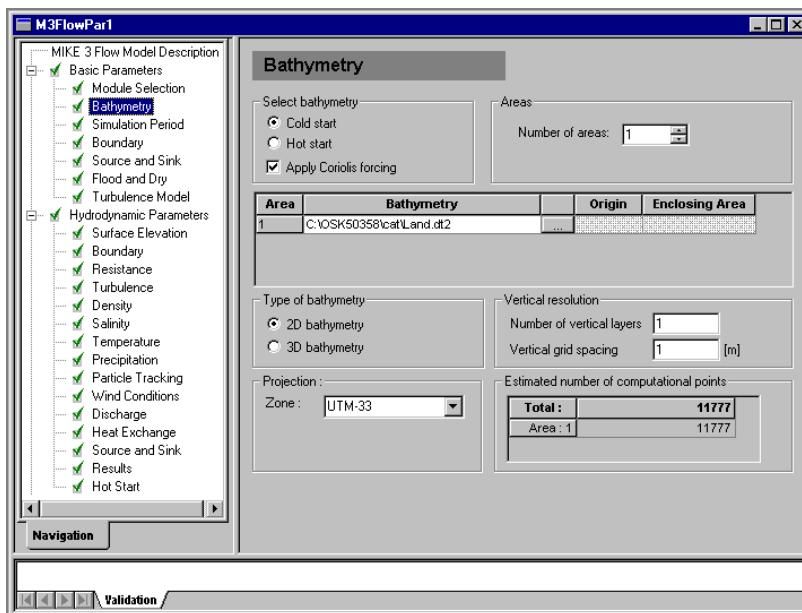 M3FlowPar1
MIKE 3 Flow Model Description
Basic Parameters
Module Selection
Bathymetry
Simulation Period
Boundary
Source and Sink
Flood and Dry
Turbulence Model
Hydrodynamic Parameters
Surface Elevation
Boundary
Resistance
Turbulence
Density
Salinity
Temperature
Precipitation
Particle Tracking
Wind Conditions
Discharge
Heat Exchange
Source and Sink
Results
Hot Start
Navigation
Bathymetry
Select bathymetry
Cold start
Hot start
Apply Coriolis forcing
Areas
Number of areas: 1
Area Bathymetry Origin Enclosing Area
1 C:\OSK50358\cat\Land.dt2 ...
Type of bathymetry
2D bathymetry
3D bathymetry
Vertical resolution
Number of vertical layers 1
Vertical grid spacing 1 [m]
Projection :
Zone : UTM-33
Estimated number of computational points
Total : 11777
Area : 1 11777
Validation